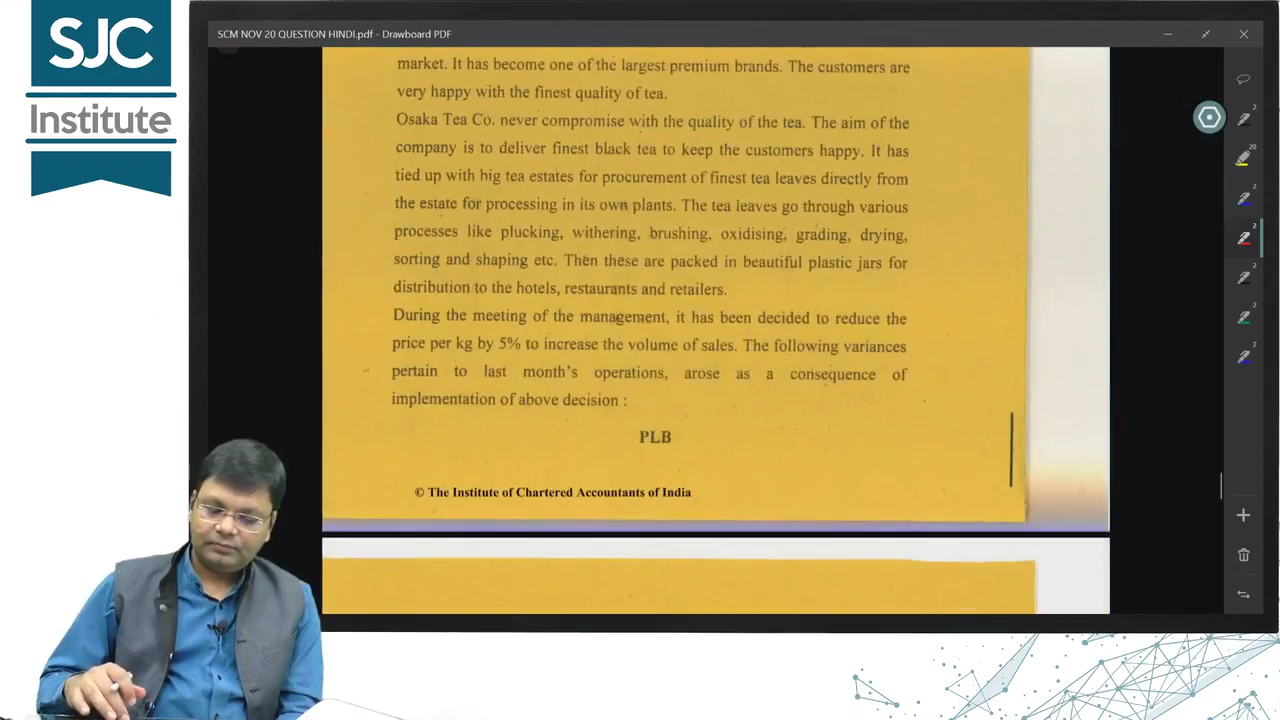 SJC
Institute
SCM NOV 20 QUESTION HINDI.pdf - Drawboard PDF
market. It has become one of the largest premium brands. The customers are
very happy with the finest quality of tea.
Osaka Tea Co. never compromise with the quality of the tea. The aim of the
company is to deliver finest black tea to keep the customers happy. It has
tied up with big tea estates for procurement of finest tea leaves directly from
the estate for processing in its own plants. The tea leaves go through various
processes like plucking, withering, brushing, oxidising, grading, drying,
sorting and shaping etc. Then these are packed in beautiful plastic jars for
distribution to the hotels, restaurants and retailers.
During the meeting of the management, it has been decided to reduce the
price per kg by 5% to increase the volume of sales. The following variances
pertain to last month's operations, arose as a consequence of
implementation of above decision :
PLB
© The Institute of Chartered Accountants of India
2
20
2
2
2
2
2